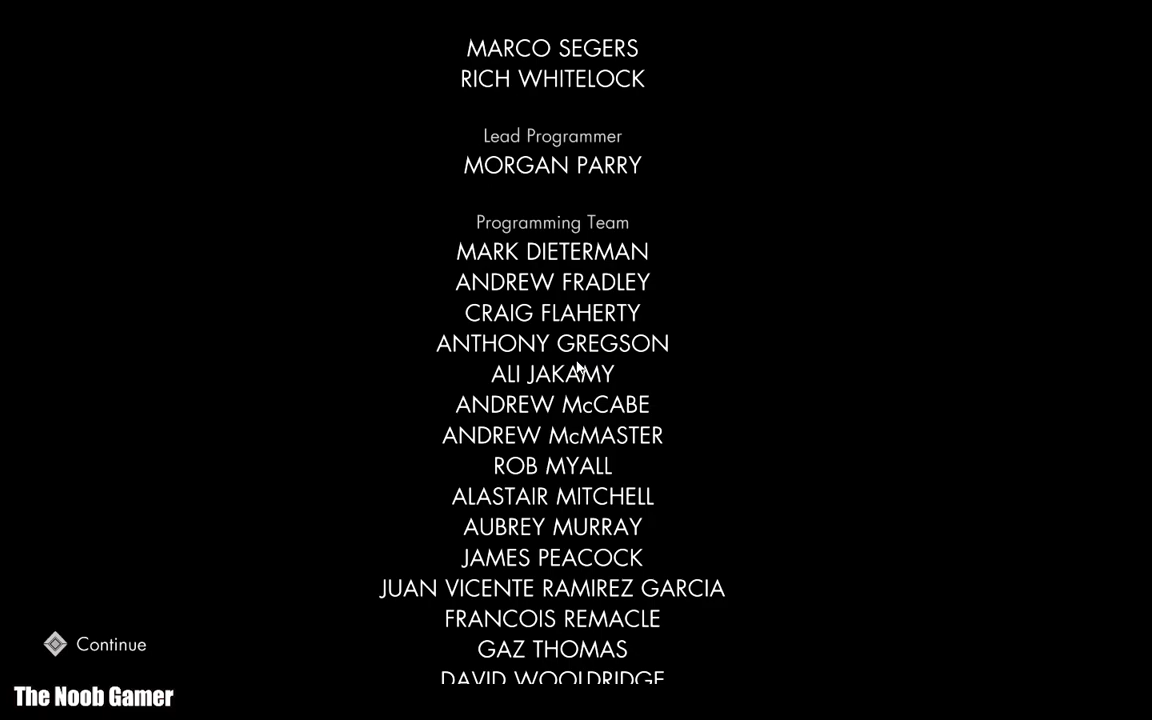 MARCO SEGERS
RICH WHITELOCK
Lead Programmer
MORGAN PARRY
Programming Team
MARK DIETERMAN
ANDREW FRADLEY
CRAIG FLAHERTY
ANTHONY GREGSON
ALI JAKAMY
ANDREW McCABE
ANDREW McMASTER
ROB MYALL
ALASTAIR MITCHELL
AUBREY MURRAY
JAMES PEACOCK
JUAN VICENTE RAMIREZ GARCIA
FRANCOIS REMACLE
GAZ THOMAS
DAVID WOOLDRIDGE
Continue
The Noob Gamer